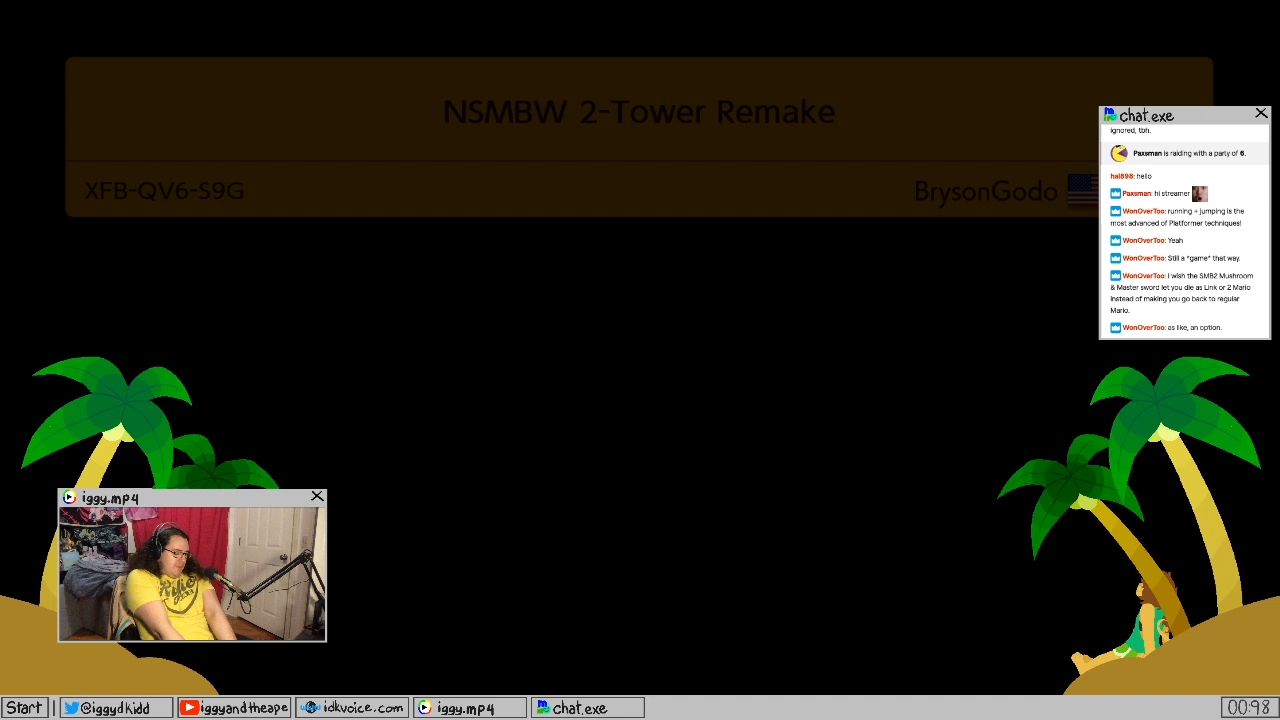 NSMBW 2-Tower Remake
XFB-QV6-S9G
BrysonGodo
chat.exe
ignored, tbh.
Paxsman is raiding with a party of 6.
hal898: hello
Paxsman: hi streamer
WonOverToo: running + jumping is the
most advanced of Platformer techniques!
WonOverToo: Yeah
WonOverToo: Still a *game* that way.
WonOverToo: I wish the SMB2 Mushroom
& Master sword let you die as Link or 2 Mario
instead of making you go back to regular
Mario.
WonOverToo: as like, an option.
iggy.mp4
Start | @iggydkidd iggyandtheape idkvoice.com iggy.mp4 chat.exe 00:98